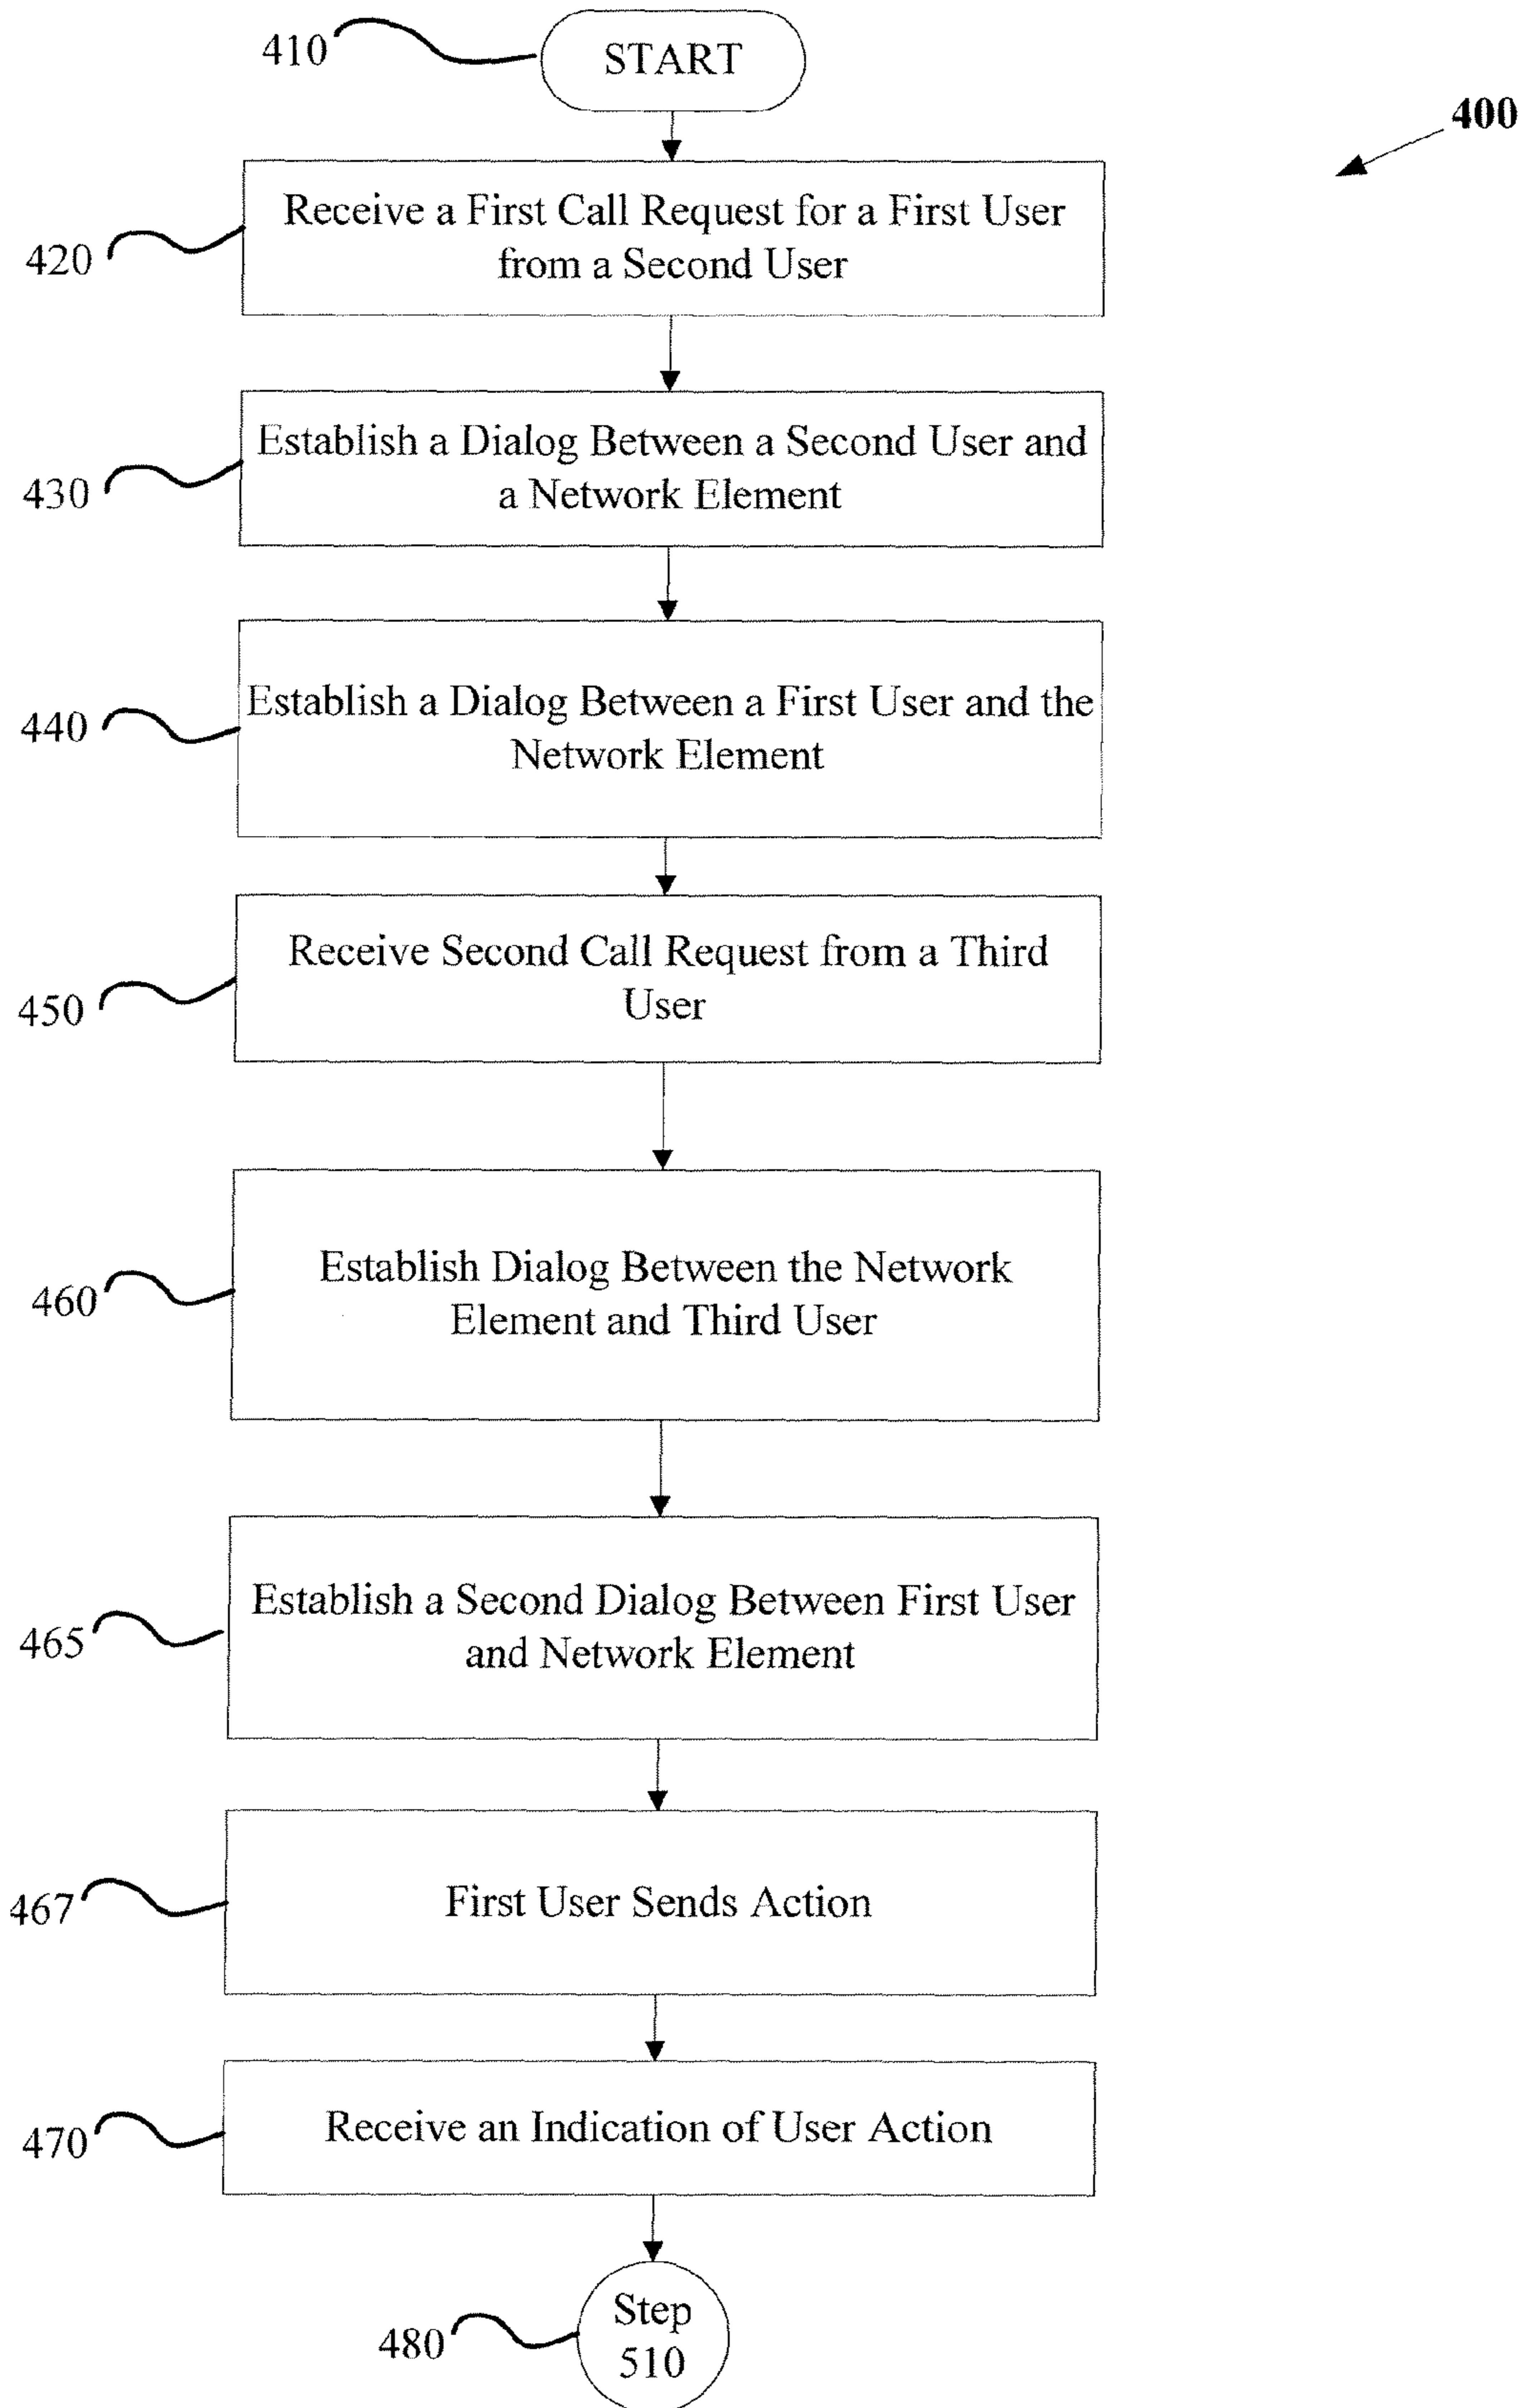 410
START
400
Receive a First Call Request for a First User
from a Second User
420
Establish a Dialog Between a Second User and
a Network Element
430
Establish a Dialog Between a First User and the
Network Element
440
Receive Second Call Request from a Third
User
450
Establish Dialog Between the Network
Element and Third User
460
Establish a Second Dialog Between First User
and Network Element
465
First User Sends Action
467
Receive an Indication of User Action
470
Step
510
480